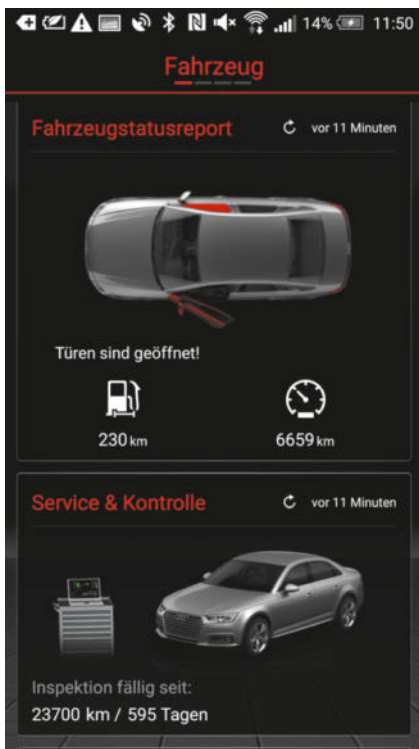 14% 11:50
Fahrzeug
Fahrzeugstatusreport vor 11 Minuten
Türen sind geöffnet!
230 km 6659 km
Service & Kontrolle vor 11 Minuten
Inspektion fällig seit:
23700 km / 595 Tagen